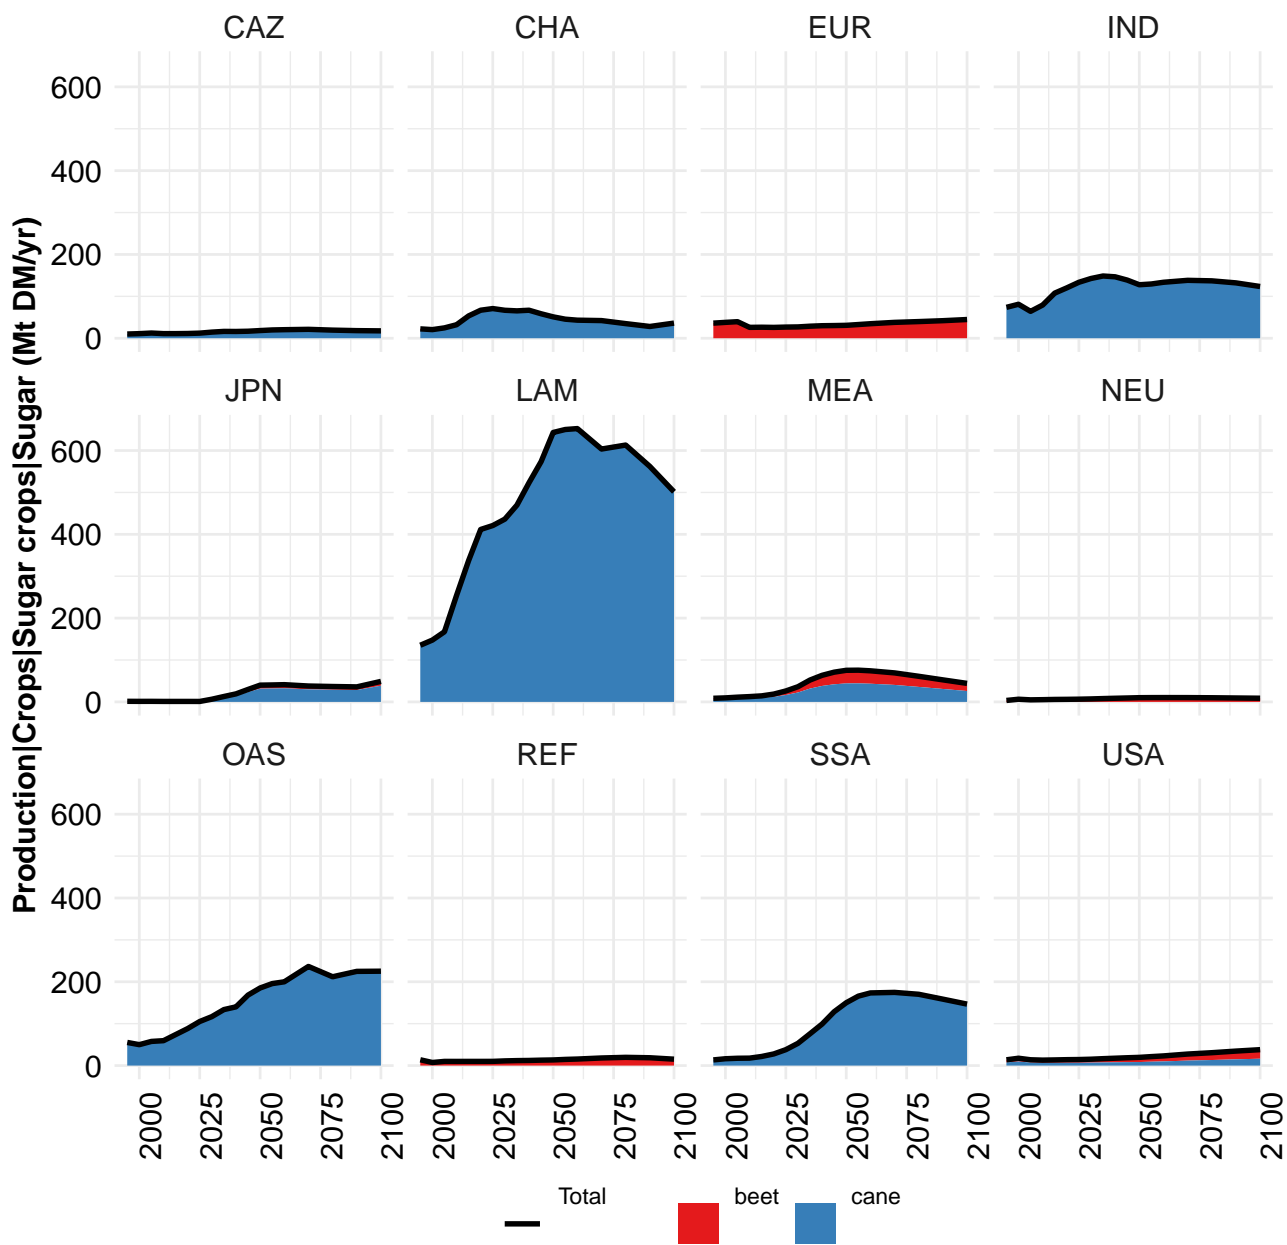 CAZ CHA EUR IND
600
400
200
0
JPN LAM MEA NEU
600
400
200
0
OAS REF SSA USA
600
400
200
0
Production|Crops|Sugar crops|Sugar (Mt DM/yr)
2000 2025 2050 2075 2100 2000 2025 2050 2075 2100 2000 2025 2050 2075 2100 2000 2025 2050 2075 2100
Total beet cane